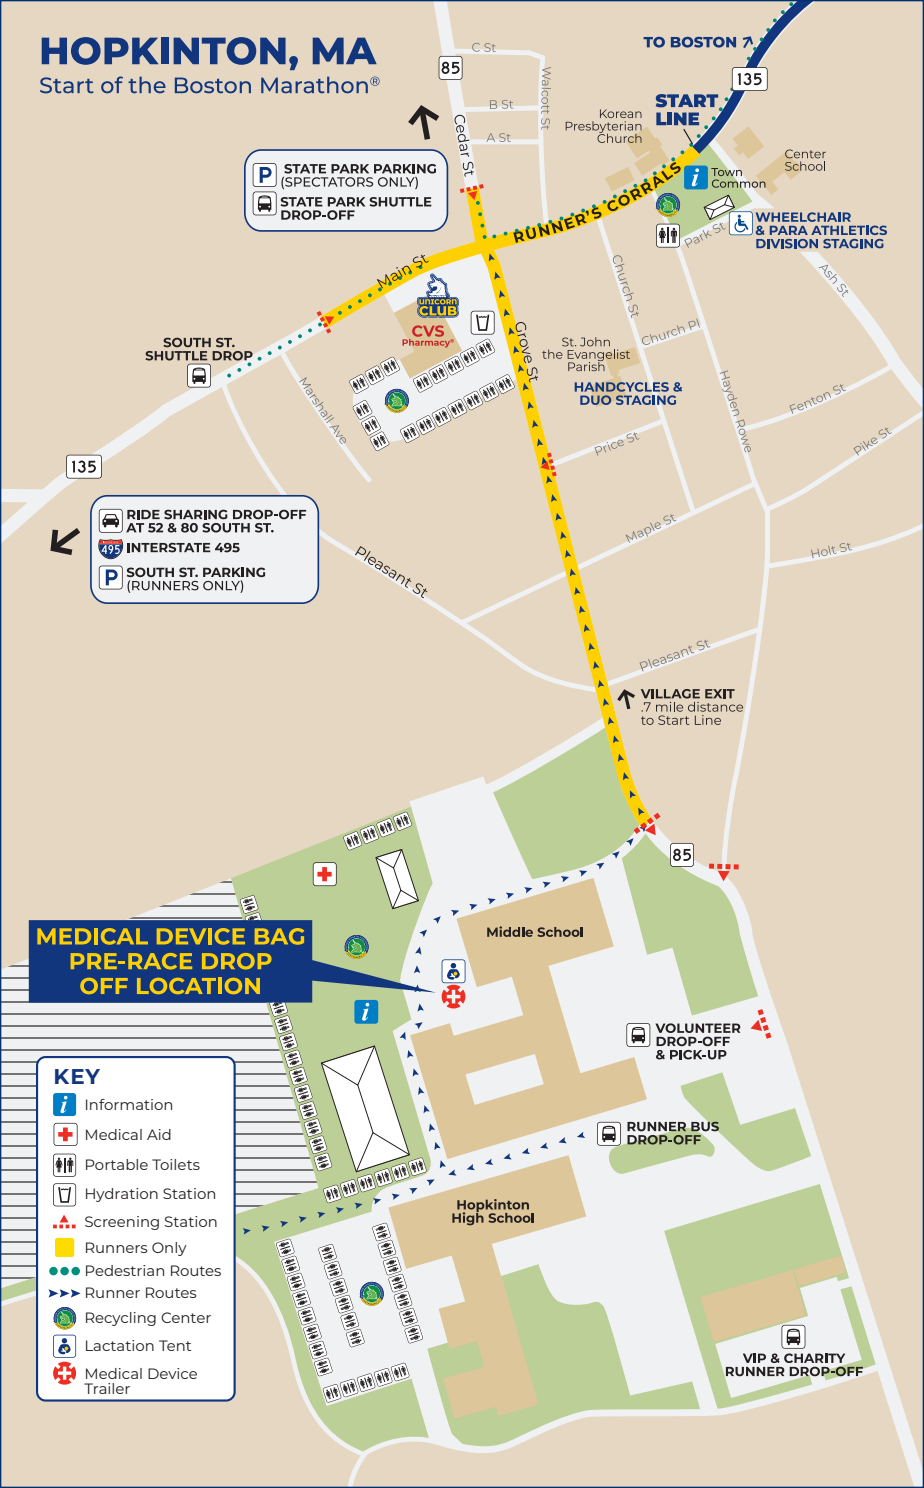 HOPKINTON, MA
Start of the Boston Marathon®
TO BOSTON
135
START
LINE
C St
85
Walcott St
B St
A St
Cedar St
Korean
Presbyterian
Church
Center
School
i Town
Common
P STATE PARK PARKING
(SPECTATORS ONLY)
STATE PARK SHUTTLE
DROP-OFF
RUNNER'S CORRALS
WHEELCHAIR
& PARA ATHLETICS
DIVISION STAGING
Park St
Ash St
Main St
UNICORN
CLUB
CVS
Pharmacy®
Grove St
Church St
Church Pl
SOUTH ST.
SHUTTLE DROP
St. John
the Evangelist
Parish
HANDCYCLES &
DUO STAGING
Marshall Ave
Hayden Rowe
Fenton St
Price St
Pike St
135
RIDE SHARING DROP-OFF
AT 52 & 80 SOUTH ST.
495 INTERSTATE 495
P SOUTH ST. PARKING
(RUNNERS ONLY)
Maple St
Holt St
Pleasant St
Pleasant St
VILLAGE EXIT
.7 mile distance
to Start Line
85
MEDICAL DEVICE BAG
PRE-RACE DROP
OFF LOCATION
Middle School
i
VOLUNTEER
DROP-OFF
& PICK-UP
RUNNER BUS
DROP-OFF
Hopkinton
High School
VIP & CHARITY
RUNNER DROP-OFF
KEY
i Information
Medical Aid
Portable Toilets
Hydration Station
Screening Station
Runners Only
Pedestrian Routes
Runner Routes
Recycling Center
Lactation Tent
Medical Device
Trailer